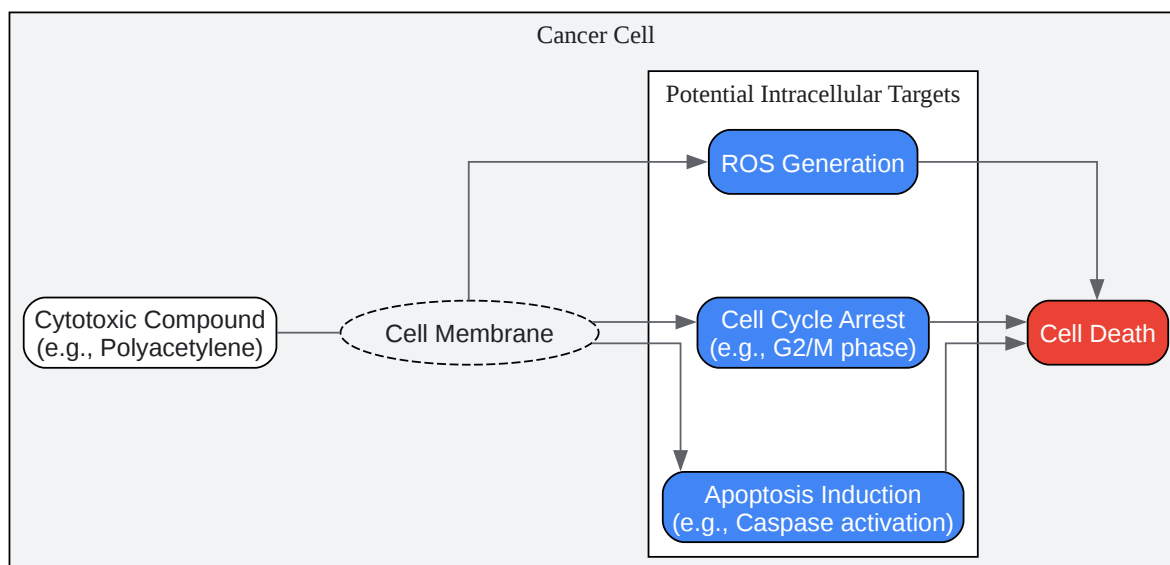 Cancer Cell
Potential Intracellular Targets
ROS Generation
Cytotoxic Compound
(e.g., Polyacetylene)
Cell Membrane
Cell Cycle Arrest
(e.g., G2/M phase)
Cell Death
Apoptosis Induction
(e.g., Caspase activation)